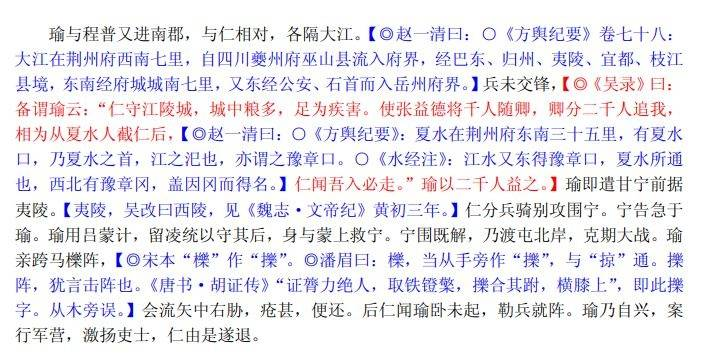 瑜与程普又进南郡，与仁相对，各隔大江。【◎赵一清曰：〇《方舆纪要》卷七十八：
大江在荆州府西南七里，自四川夔州府巫山县流入府界，经巴东、归州、夷陵、宜都、枝江
县境，东南经府城城南七里，又东经公安、石首而入岳州府界。】兵未交锋，【◎《吴录》曰：
备谓瑜云：“仁守江陵城，城中粮多，足为疾害。使张益德将千人随卿，卿分二千人追我，
相为从夏水人截仁后，【◎赵一清曰：〇《方舆纪要》：夏水在荆州府东南三十五里，有夏水
口，乃夏水之首，江之汜也，亦谓之豫章口。〇《水经注》：江水又东得豫章口，夏水所通
也，西北有豫章冈，盖因冈而得名。】仁闻吾入必走。”瑜以二千人益之。】瑜即遣甘宁前据
夷陵。【夷陵，吴改曰西陵，见《魏志·文帝纪》黄初三年。】仁分兵骑别攻围宁。宁告急于
瑜。瑜用吕蒙计，留凌统以守其后，身与蒙上救宁。宁围既解，乃渡屯北岸，克期大战。瑜
亲跨马擽阵，【◎宋本“擽”作“擽”。◎潘眉曰：擽，当从手旁作“擽”，与“掠”通。擽
阵，犹言击阵也。《唐书·胡证传》“证膂力绝人，取铁镫檠，擽合其跗，横膝上”，即此擽
字。从木旁误。】会流矢中右胁，疮甚，便还。后仁闻瑜卧未起，勒兵就阵。瑜乃自兴，案
行军营，激扬吏士，仁由是遂退。